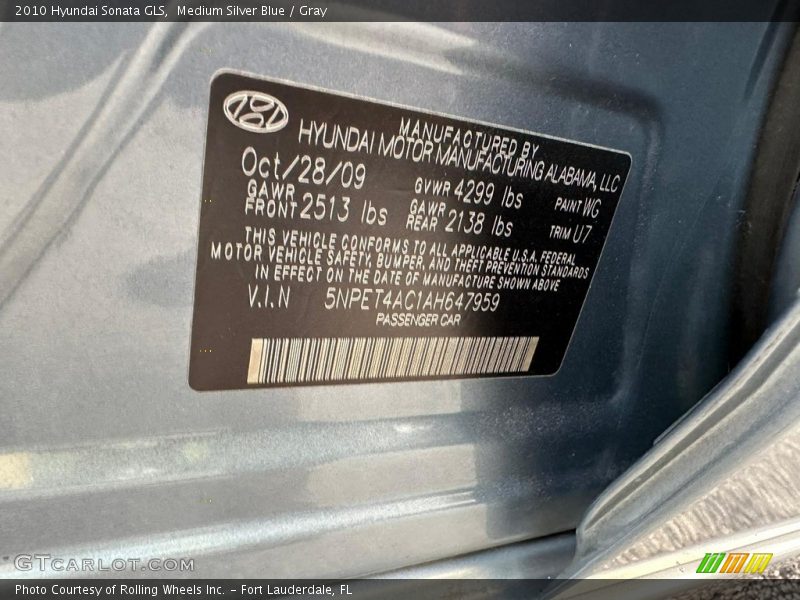 2010 Hyundai Sonata GLS, Medium Silver Blue / Gray
MANUFACTURED BY
HYUNDAI MOTOR MANUFACTURING ALABAMA, LLC
Oct/28/09 GVWR 4299 lbs PAINT WG
GAWR FRONT 2513 lbs GAWR REAR 2138 lbs TRIM U7
THIS VEHICLE CONFORMS TO ALL APPLICABLE U.S.A. FEDERAL
MOTOR VEHICLE SAFETY, BUMPER, AND THEFT PREVENTION STANDARDS
IN EFFECT ON THE DATE OF MANUFACTURE SHOWN ABOVE
V.I.N 5NPET4AC1AH647959
PASSENGER CAR
GTcarlot.com
Photo Courtesy of Rolling Wheels Inc. - Fort Lauderdale, FL